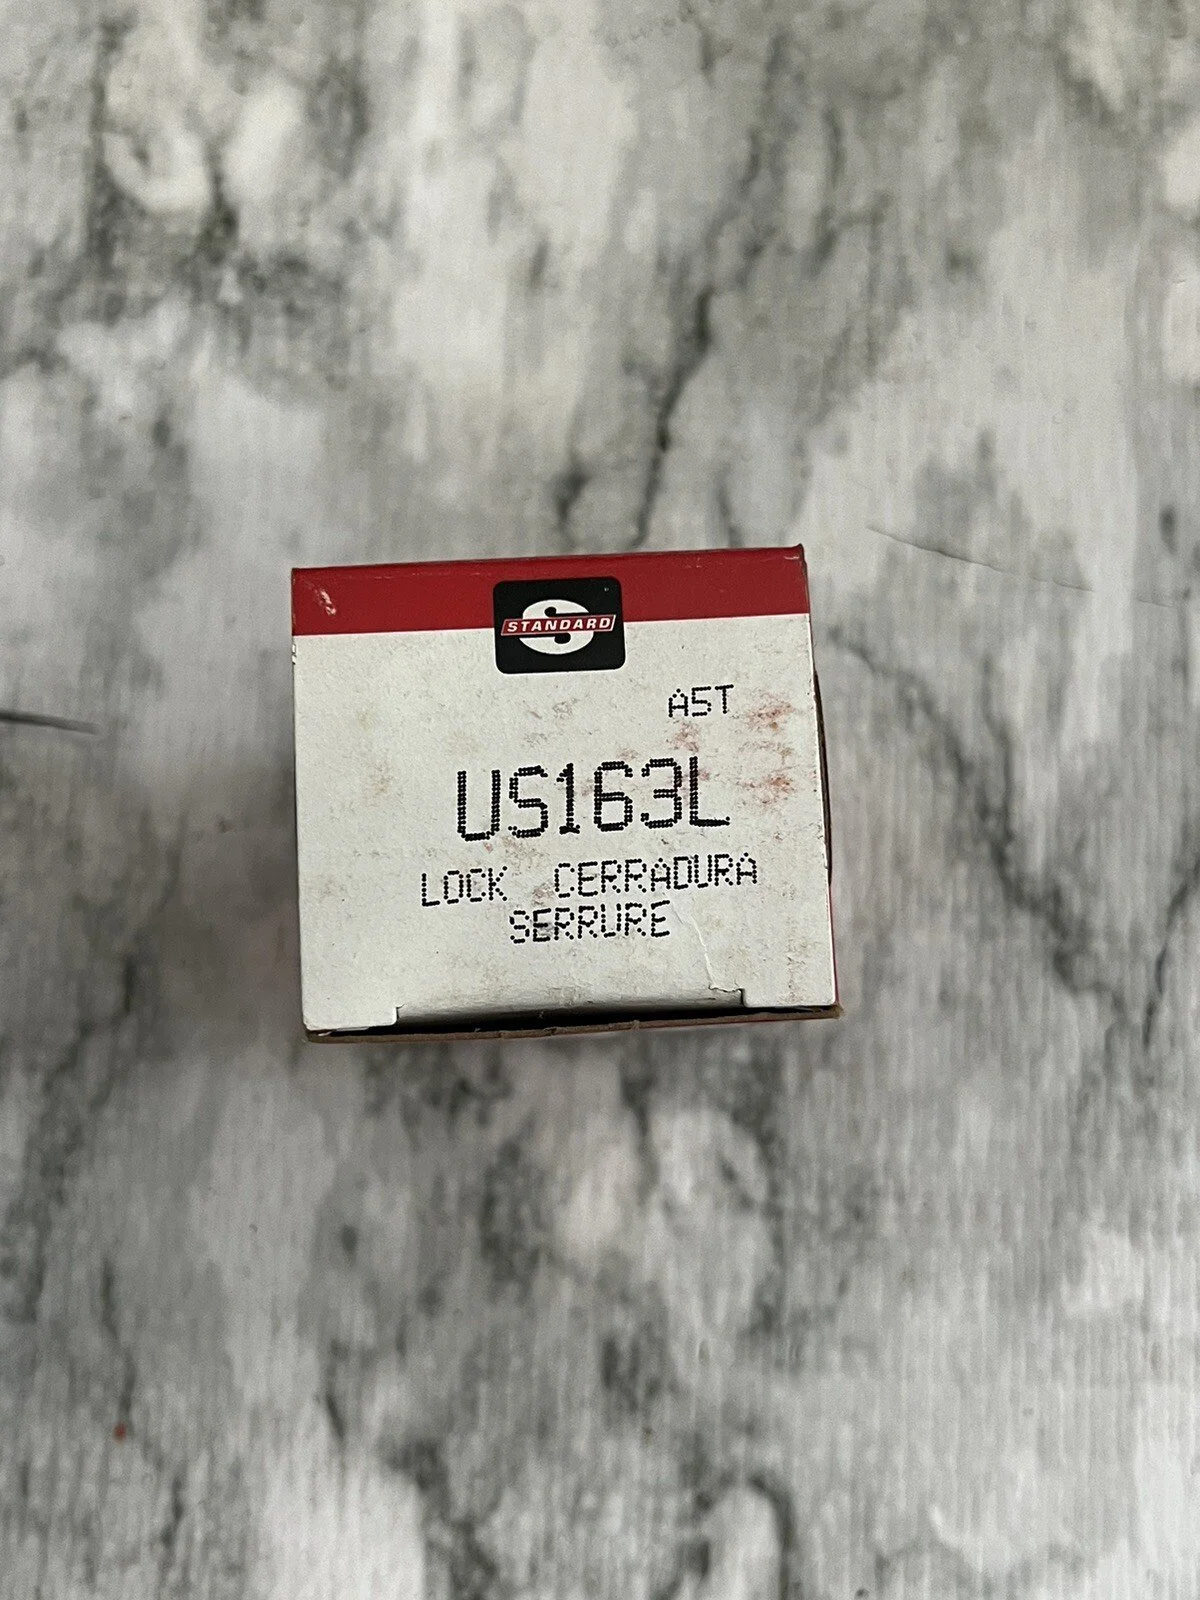 STANDARD
A5T
US163L
LOCK CERRADURA
SERRURE